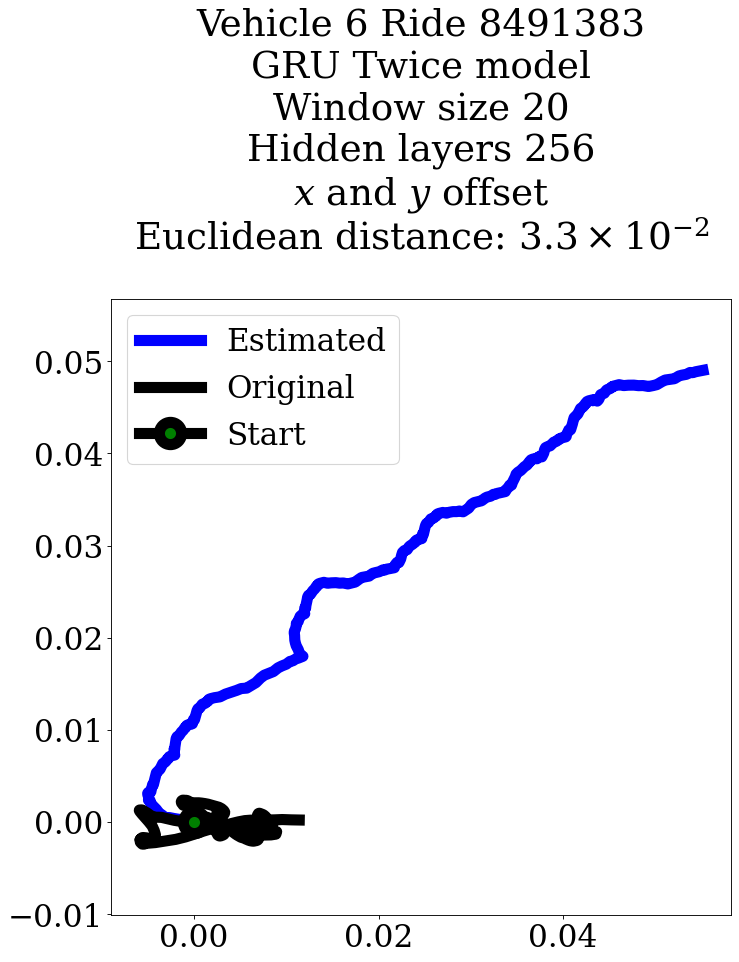 Vehicle 6 Ride 8491383
GRU Twice model
Window size 20
Hidden layers 256
x and y offset
Euclidean distance: 3.3 × 10⁻²
Estimated
Original
Start
0.05
0.04
0.03
0.02
0.01
0.00
−0.01
0.00 0.02 0.04